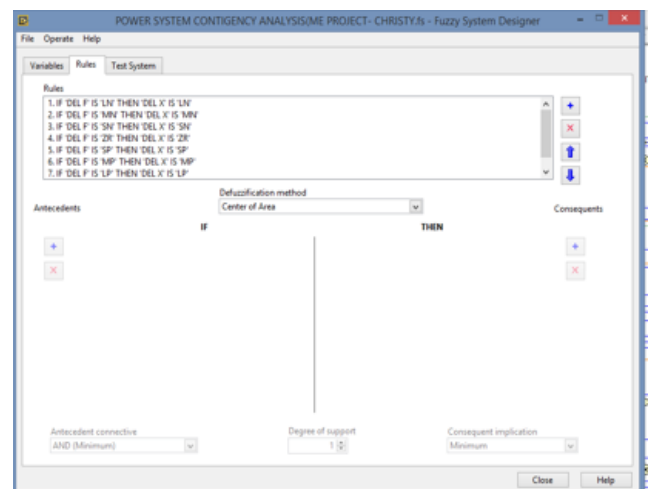 POWER SYSTEM CONTIGENCY ANALYSIS(ME PROJECT- CHRISTY.fs - Fuzzy System Designer
File Operate Help
Variables Rules Test System
Rules
1. IF 'DEL F' IS 'LN' THEN 'DEL X' IS 'LN'
2. IF 'DEL F' IS 'MN' THEN 'DEL X' IS 'MN'
3. IF 'DEL F' IS 'SN' THEN 'DEL X' IS 'SN'
4. IF 'DEL F' IS 'ZR' THEN 'DEL X' IS 'ZR'
5. IF 'DEL F' IS 'SP' THEN 'DEL X' IS 'SP'
6. IF 'DEL F' IS 'MP' THEN 'DEL X' IS 'MP'
7. IF 'DEL F' IS 'LP' THEN 'DEL X' IS 'LP'
Defuzzification method
Antecedents Center of Area Consequents
IF THEN
Antecedent connective Degree of support Consequent implication
AND (Minimum) 1 Minimum
Close Help